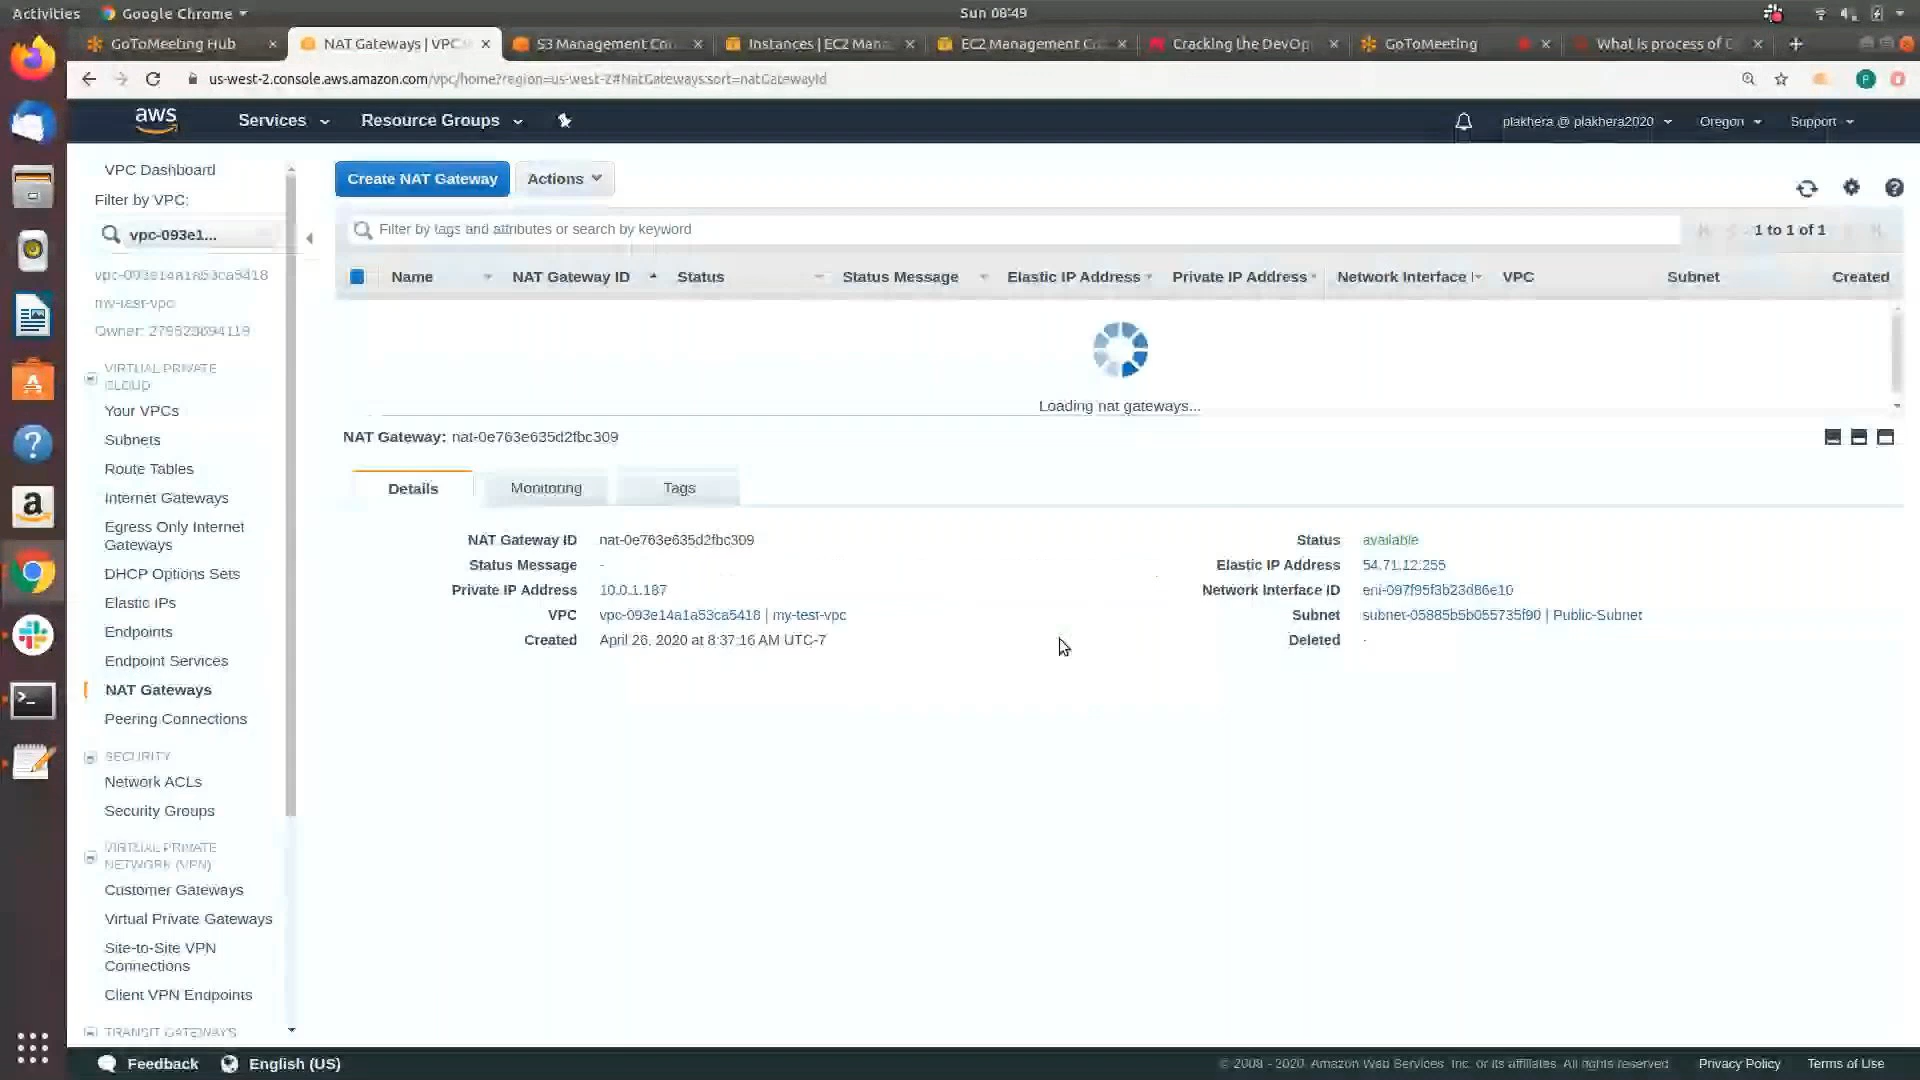 Activities
Google Chrome
Sun 08:49
GoToMeeting Hub
NAT Gateways | VPC
S3 Management Con
Instances | EC2 Mana
EC2 Management Co
Cracking the DevOp
GoToMeeting
What is process of
us-west-2.console.aws.amazon.com/vpc/home?region=us-west-2#NatGateways:sort=natGatewayId
aws
Services
Resource Groups
plakhera @ plakhera2020
Oregon
Support
VPC Dashboard
Filter by VPC:
vpc-093e1...
vpc-093e14a1a53ca5418
my-test-vpc
VIRTUAL PRIVATE
CLOUD
Your VPCs
Subnets
Route Tables
Internet Gateways
Egress Only Internet
Gateways
DHCP Options Sets
Elastic IPs
Endpoints
Endpoint Services
NAT Gateways
Peering Connections
SECURITY
Network ACLs
Security Groups
VIRTUAL PRIVATE
NETWORK (VPN)
Customer Gateways
Virtual Private Gateways
Site-to-Site VPN
Connections
Client VPN Endpoints
TRANSIT GATEWAYS
Create NAT Gateway
Actions
Filter by tags and attributes or search by keyword
1 to 1 of 1
Name
NAT Gateway ID
Status
Status Message
Elastic IP Address
Private IP Address
Network Interface I
VPC
Subnet
Created
Loading nat gateways...
NAT Gateway: nat-0e763e635d2fbc309
Details
Monitoring
Tags
NAT Gateway ID nat-0e763e635d2fbc309
Status available
Status Message -
Elastic IP Address 54.71.12.255
Private IP Address 10.0.1.187
Network Interface ID eni-097f95f3b23d86e10
VPC vpc-093e14a1a53ca5418 | my-test-vpc
Subnet subnet-05885b5b055735f90 | Public-Subnet
Created April 26, 2020 at 8:37:16 AM UTC-7
Deleted -
Feedback
English (US)
© 2008 - 2020, Amazon Web Services, Inc. or its affiliates. All rights reserved.
Privacy Policy
Terms of Use